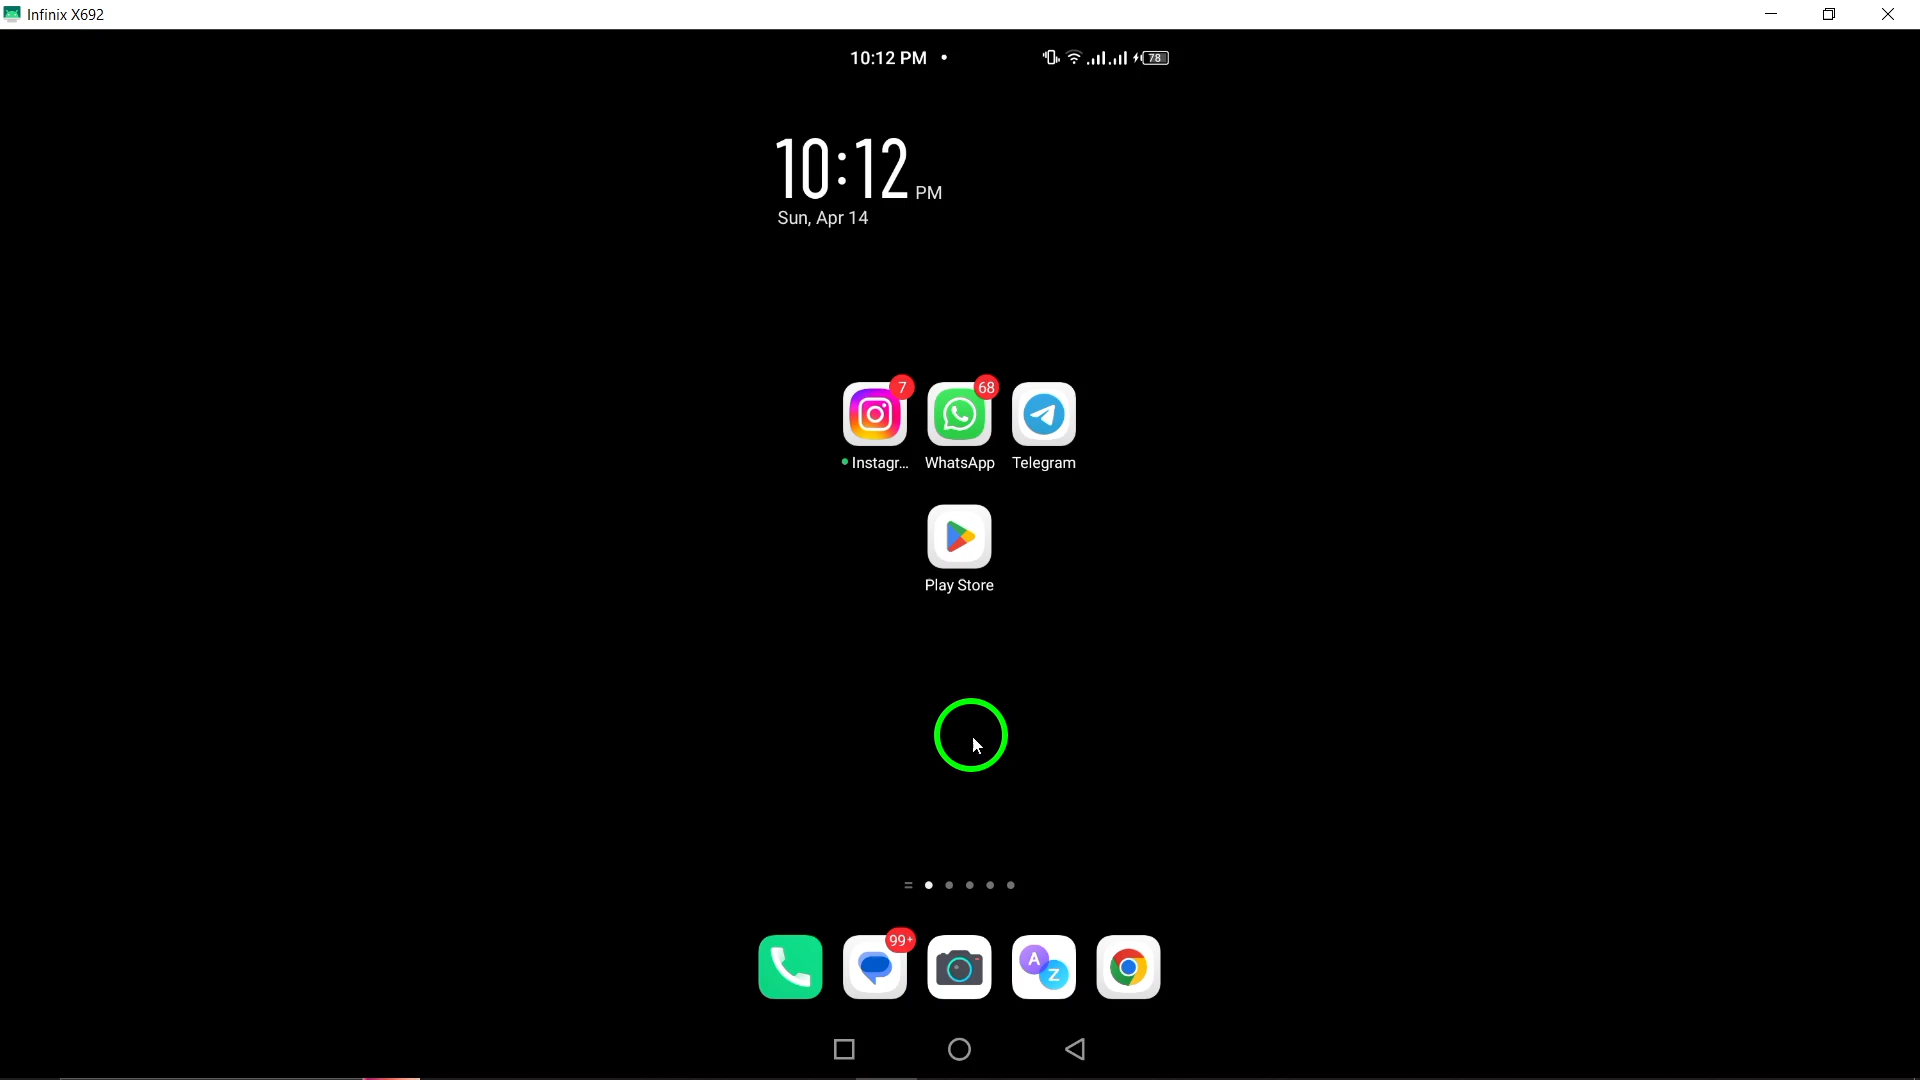 Infinix X692
10:12 PM
78
10:12 PM
Sun, Apr 14
7
68
Instagr...
WhatsApp
Telegram
Play Store
99+
A
Z